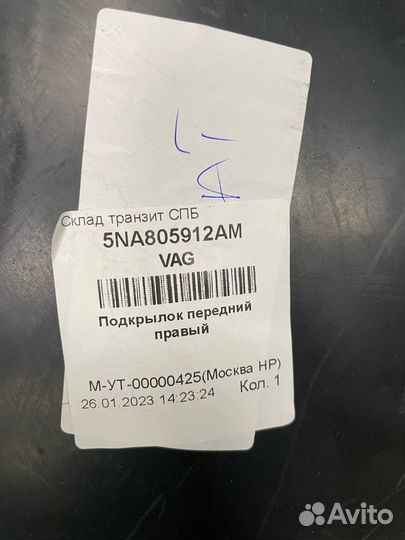 Склад транзит СПБ
5NA805912AM
VAG
Подкрылок передний
правый
М-УТ-00000425(Москва НР)
26.01.2023 14:23:24 Кол. 1
Avito